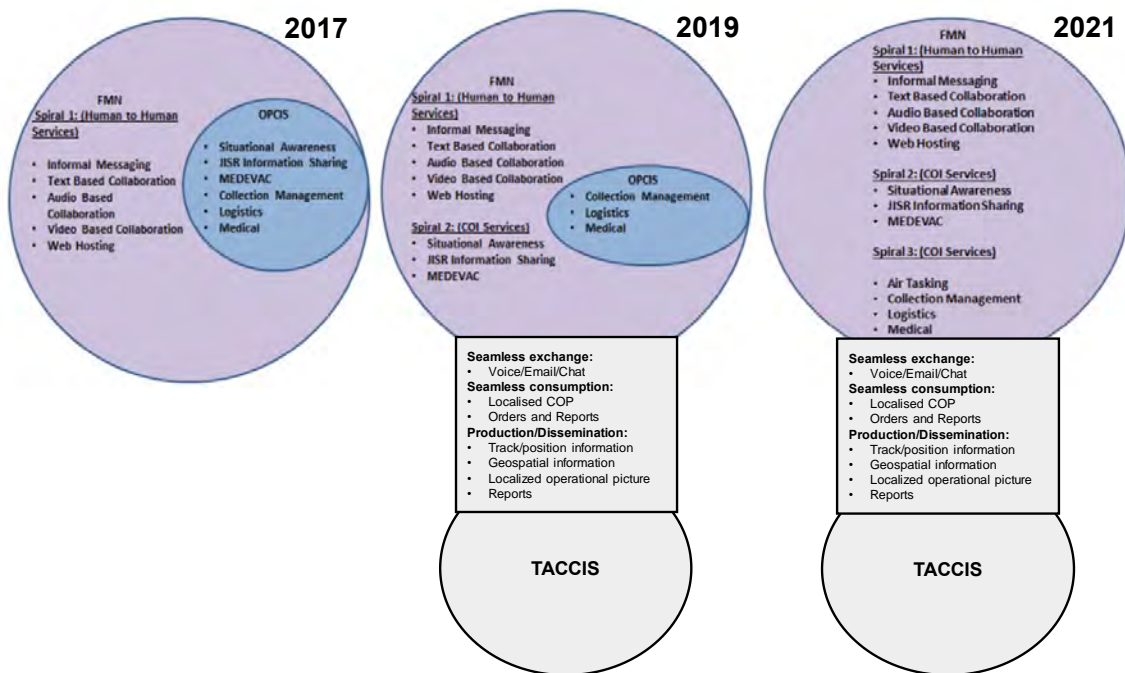 2017
FMN
Spiral 1: (Human to Human
Services)
• Informal Messaging
• Text Based Collaboration
• Audio Based
Collaboration
• Video Based Collaboration
• Web Hosting
OPCIS
• Situational Awareness
• JISR Information Sharing
• MEDEVAC
• Collection Management
• Logistics
• Medical
2019
FMN
Spiral 1: (Human to Human
Services)
• Informal Messaging
• Text Based Collaboration
• Audio Based Collaboration
• Video Based Collaboration
• Web Hosting
Spiral 2: (COI Services)
• Situational Awareness
• JISR Information Sharing
• MEDEVAC
OPCIS
• Collection Management
• Logistics
• Medical
Seamless exchange:
• Voice/Email/Chat
Seamless consumption:
• Localised COP
• Orders and Reports
Production/Dissemination:
• Track/position information
• Geospatial information
• Localized operational picture
• Reports
TACCIS
2021
FMN
Spiral 1: (Human to Human
Services)
• Informal Messaging
• Text Based Collaboration
• Audio Based Collaboration
• Video Based Collaboration
• Web Hosting
Spiral 2: (COI Services)
• Situational Awareness
• JISR Information Sharing
• MEDEVAC
Spiral 3: (COI Services)
• Air Tasking
• Collection Management
• Logistics
• Medical
Seamless exchange:
• Voice/Email/Chat
Seamless consumption:
• Localised COP
• Orders and Reports
Production/Dissemination:
• Track/position information
• Geospatial information
• Localized operational picture
• Reports
TACCIS